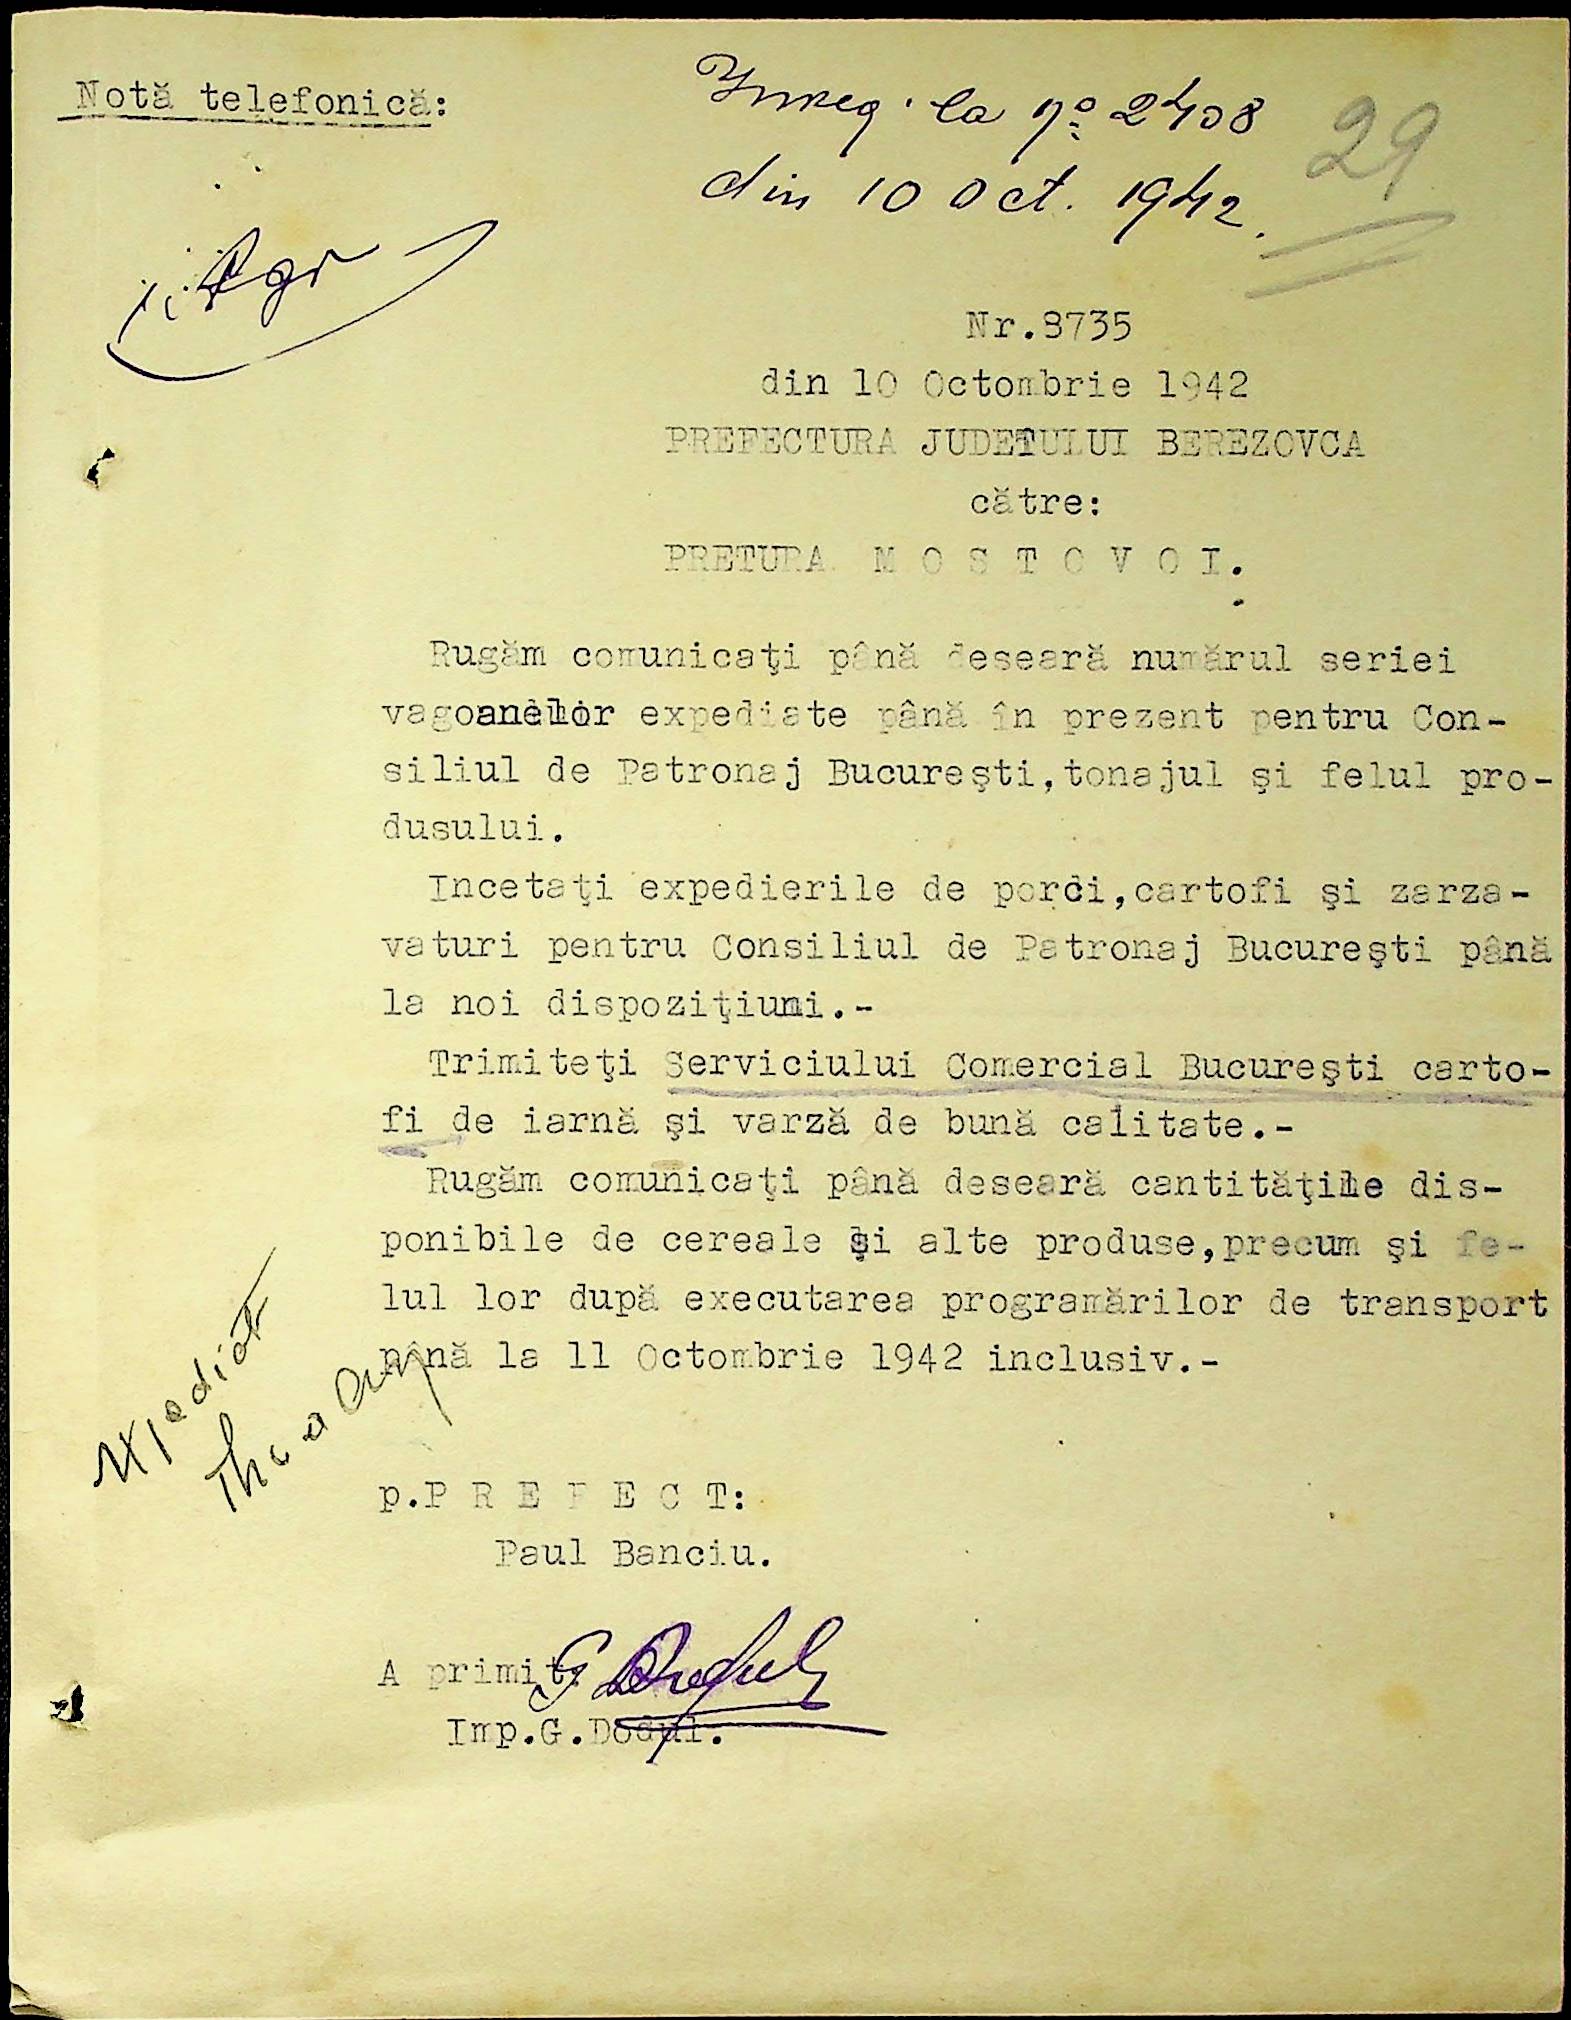 Notă telefonică:
Inreg. la No 2408
din 10 Oct. 1942.
29
Agr
Nr.8735
din 10 Octombrie 1942
PREFECTURA JUDETULUI BEREZOVCA
către:
PRETURA M O S T O V O I.
Rugăm comunicaţi până deseară numărul seriei
vagoanelor expediate până în prezent pentru Con-
siliul de Patronaj Bucureşti,tonajul şi felul pro-
dusului.
Incetaţi expedierile de porci,cartofi şi zarza-
vaturi pentru Consiliul de Patronaj Bucureşti până
la noi dispoziţiuni.-
Trimiteţi Serviciului Comercial Bucureşti carto-
fi de iarnă şi varză de bună calitate.-
Rugăm comunicaţi până deseară cantităţile dis-
ponibile de cereale şi alte produse,precum şi fe-
lul lor după executarea programărilor de transport
până la 11 Octombrie 1942 inclusiv.-
p.P R E F E C T:
Paul Banciu.
A primit:
Imp.G.Dodul.